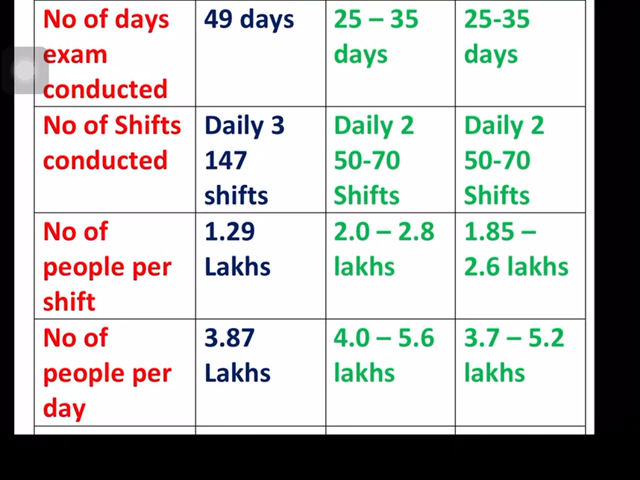 No of days exam conducted | 49 days | 25 – 35 days | 25-35 days
No of Shifts conducted | Daily 3 147 shifts | Daily 2 50-70 Shifts | Daily 2 50-70 Shifts
No of people per shift | 1.29 Lakhs | 2.0 – 2.8 lakhs | 1.85 – 2.6 lakhs
No of people per day | 3.87 Lakhs | 4.0 – 5.6 lakhs | 3.7 – 5.2 lakhs